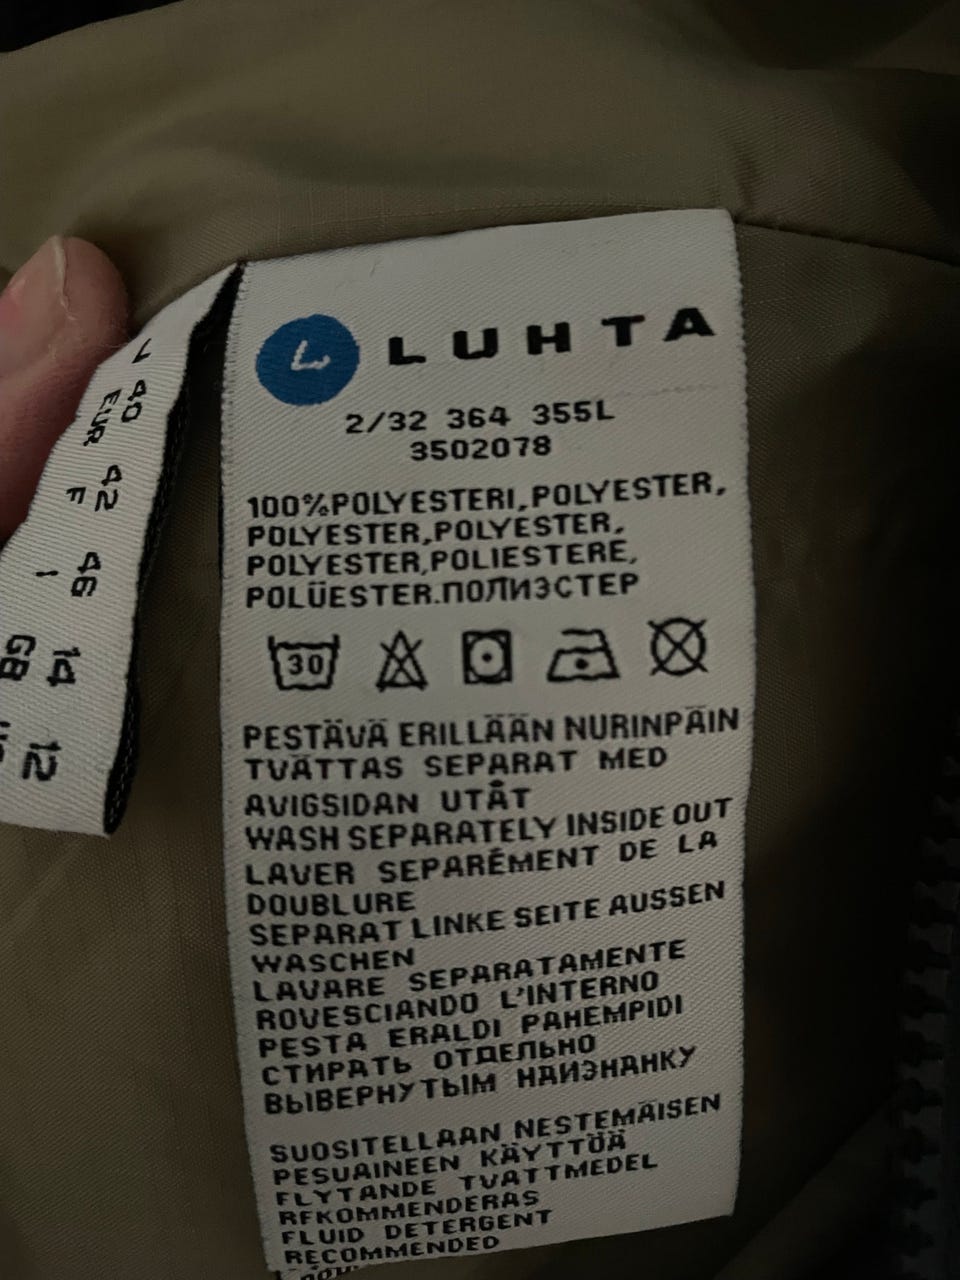 L LUHTA
2/32 364 355L
3502078
100%POLYESTERI,POLYESTER,
POLYESTER,POLYESTER,
POLYESTER,POLIESTERE,
POLÜESTER.ПОЛИЭСТЕР
30
PESTÄVÄ ERILLÄÄN NURINPÄIN
TVÄTTAS SEPARAT MED
AVIGSIDAN UTÅT
WASH SEPARATELY INSIDE OUT
LAVER SEPARÉMENT DE LA
DOUBLURE
SEPARAT LINKE SEITE AUSSEN
WASCHEN
LAVARE SEPARATAMENTE
ROVESCIANDO L'INTERNO
PESTA ERALDI PAHEMPIDI
СТИРАТЬ ОТДЕЛЬНО
ВЫВЕРНУТЫМ НАИЗНАНКУ
SUOSITELLAAN NESTEMÄISEN
PESUAINEEN KÄYTTÖÄ
FLYTANDE TVATTMEDEL
REKOMMENDERAS
FLUID DETERGENT
RECOMMENDED
40 EUR
42 F
46 I
14 GB
12